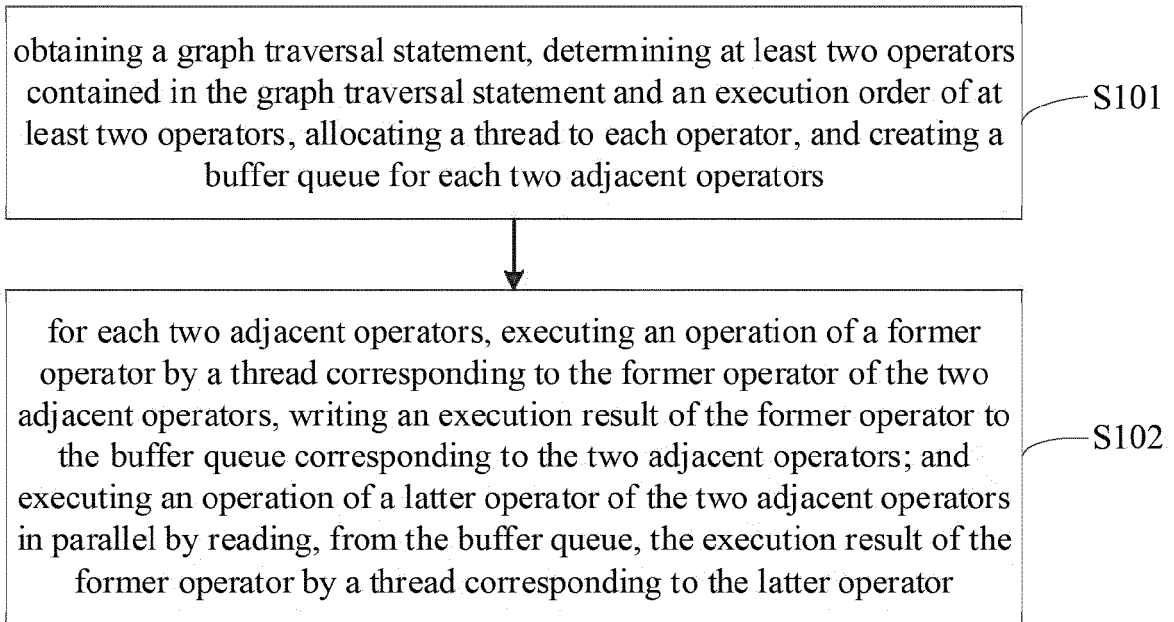 obtaining a graph traversal statement, determining at least two operators
contained in the graph traversal statement and an execution order of at
least two operators, allocating a thread to each operator, and creating a
buffer queue for each two adjacent operators
S101
for each two adjacent operators, executing an operation of a former
operator by a thread corresponding to the former operator of the two
adjacent operators, writing an execution result of the former operator to
the buffer queue corresponding to the two adjacent operators; and
executing an operation of a latter operator of the two adjacent operators
in parallel by reading, from the buffer queue, the execution result of the
former operator by a thread corresponding to the latter operator
S102